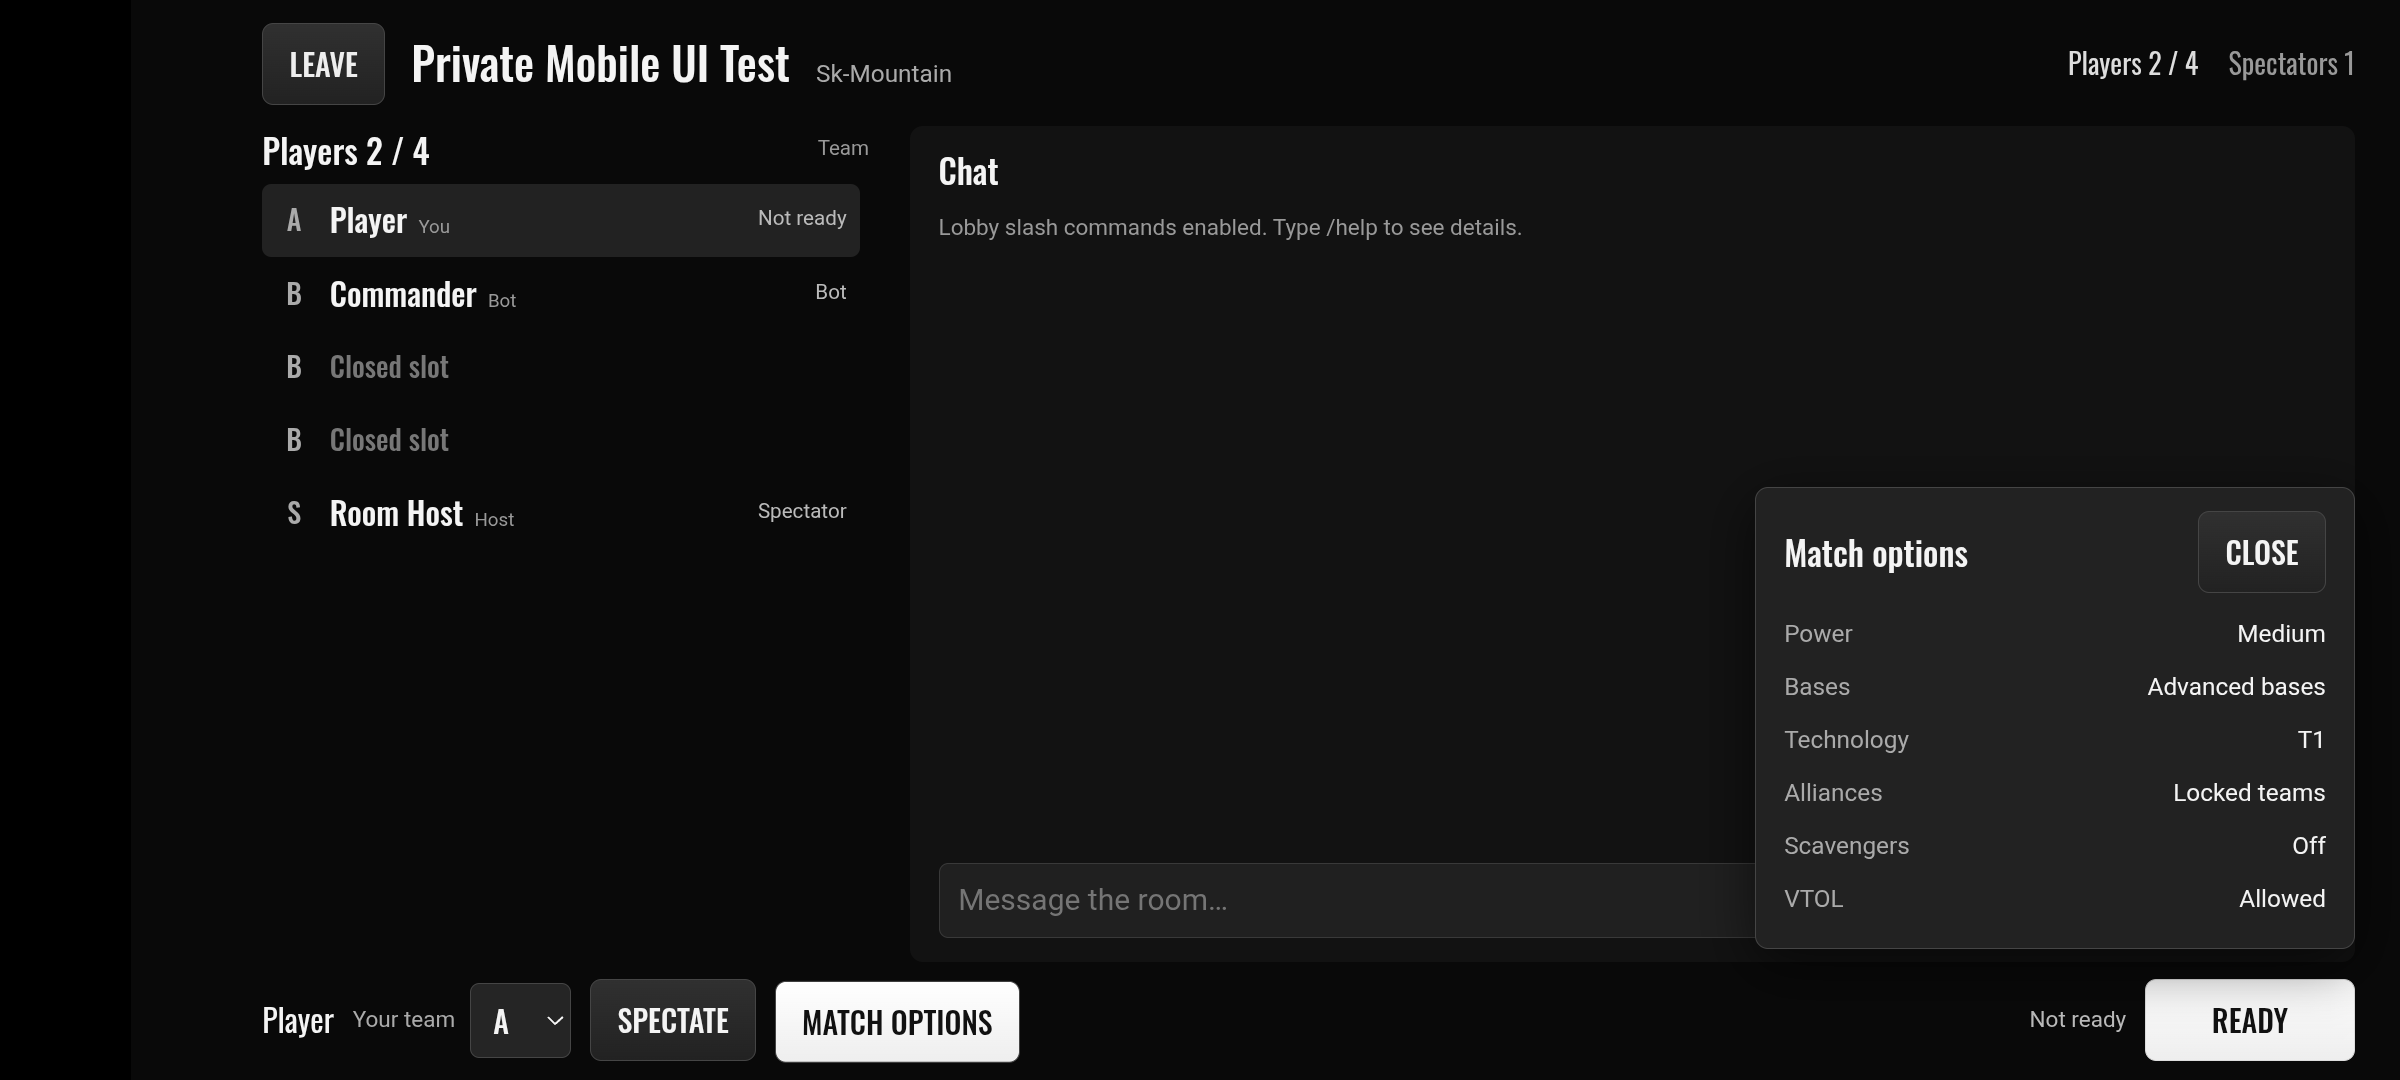 LEAVE Private Mobile UI Test Sk-Mountain Players 2 / 4 Spectators 1
Players 2 / 4 Team
A Player You Not ready
B Commander Bot Bot
B Closed slot
B Closed slot
S Room Host Host Spectator
Chat
Lobby slash commands enabled. Type /help to see details.
Message the room…
Match options CLOSE
Power Medium
Bases Advanced bases
Technology T1
Alliances Locked teams
Scavengers Off
VTOL Allowed
Player Your team A SPECTATE MATCH OPTIONS Not ready READY